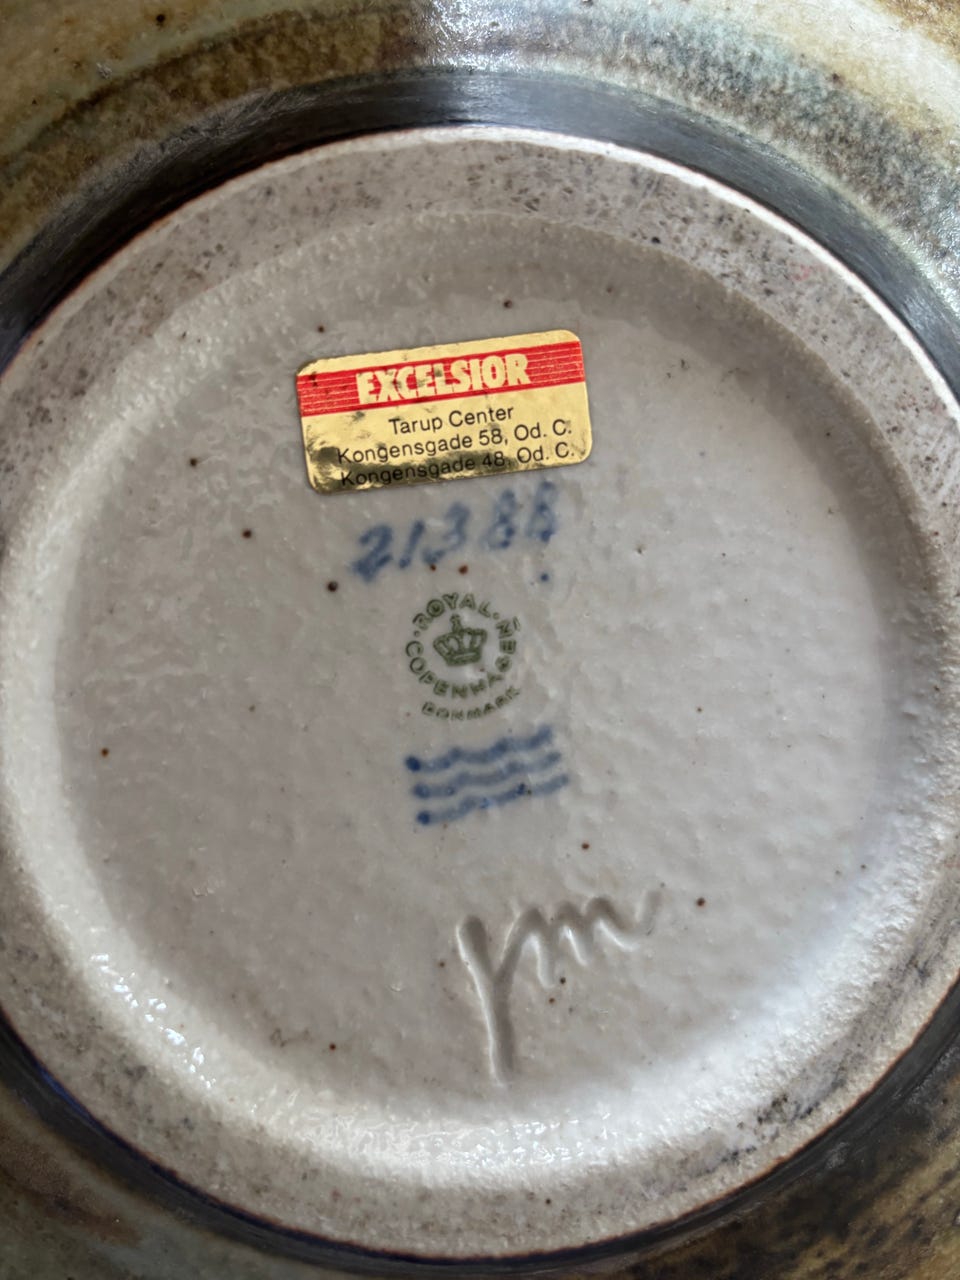 EXCELSIOR
Tarup Center
Kongensgade 58, Od. C.
Kongensgade 48, Od. C.
21388
ROYAL COPENHAGEN
DENMARK